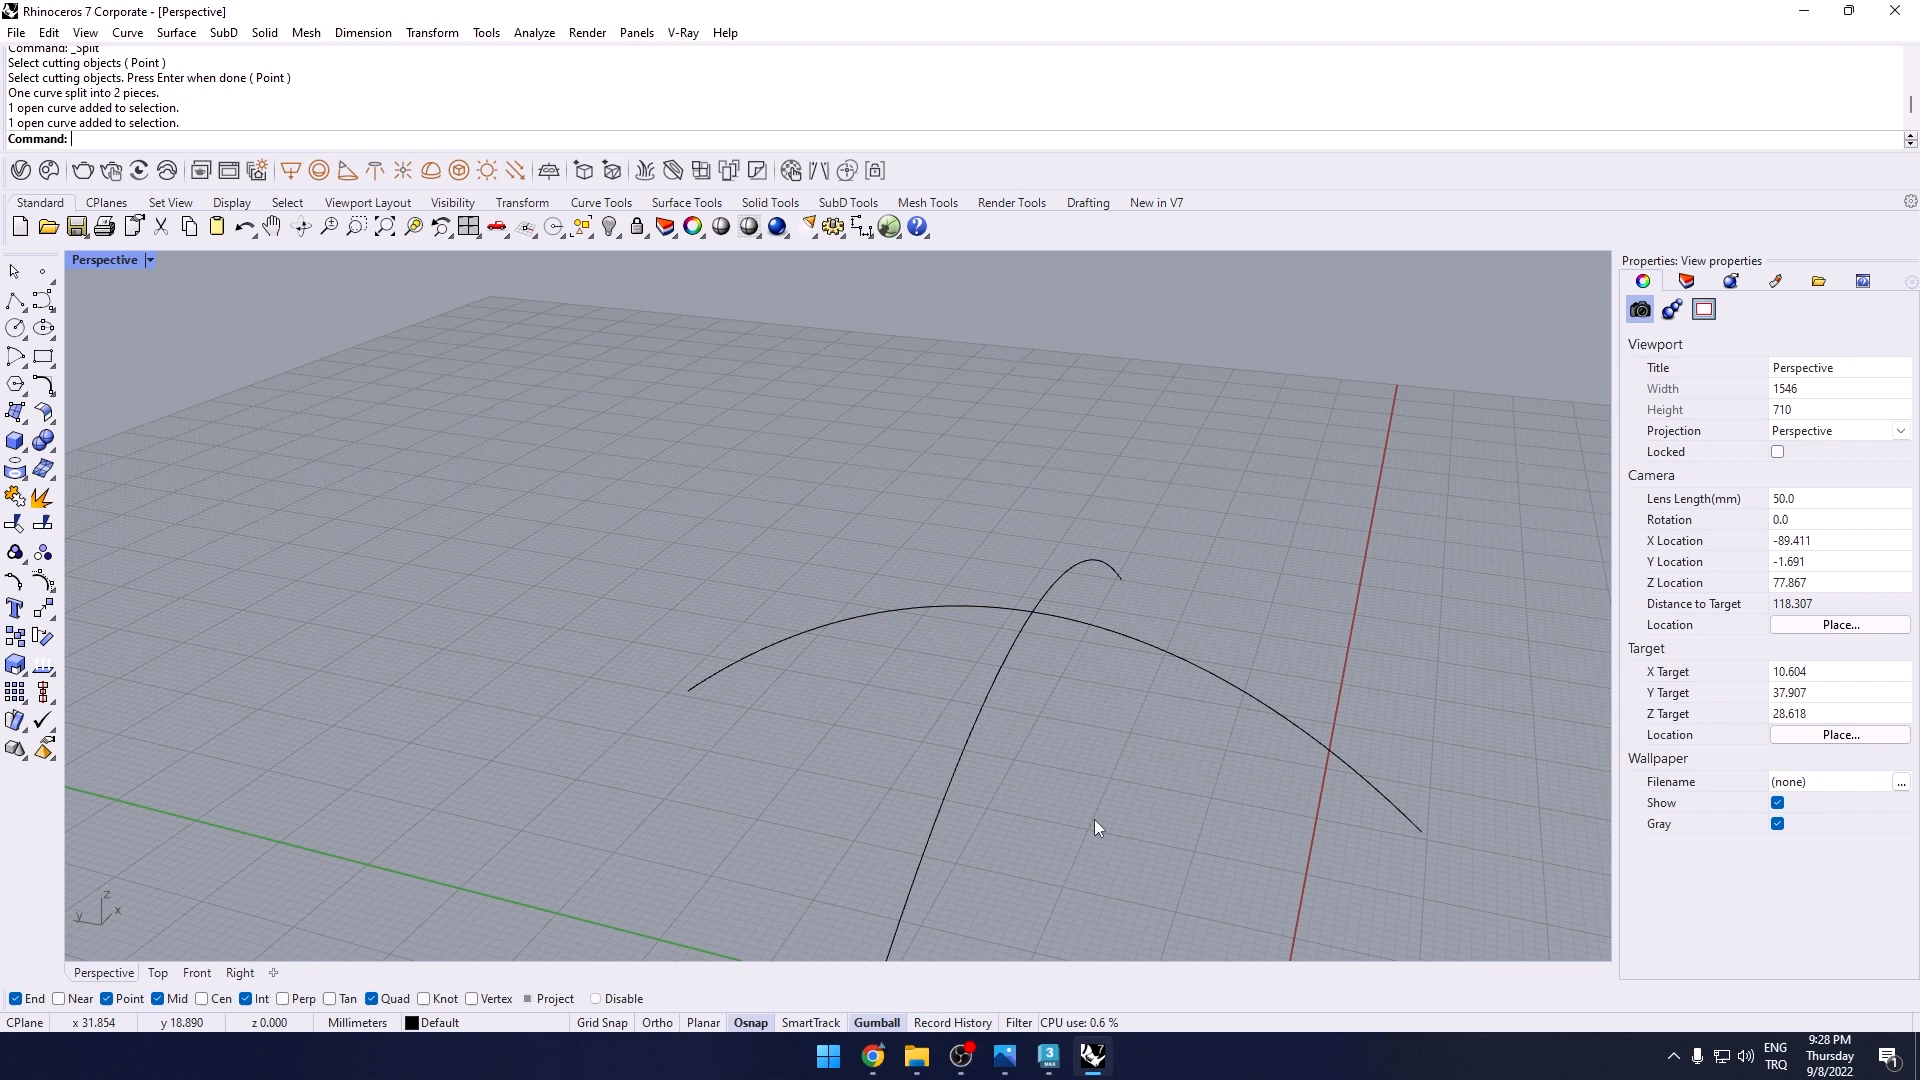 Rhinoceros 7 Corporate - [Perspective]
File Edit View Curve Surface SubD Solid Mesh Dimension Transform Tools Analyze Render Panels V-Ray Help
Command: _Split
Select cutting objects ( Point )
Select cutting objects. Press Enter when done ( Point )
One curve split into 2 pieces.
1 open curve added to selection.
1 open curve added to selection.
Command:
Standard CPlanes Set View Display Select Viewport Layout Visibility Transform Curve Tools Surface Tools Solid Tools SubD Tools Mesh Tools Render Tools Drafting New in V7
Perspective
Properties: View properties
Viewport
Title Perspective
Width 1546
Height 710
Projection Perspective
Locked
Camera
Lens Length(mm) 50.0
Rotation 0.0
X Location -89.411
Y Location -1.691
Z Location 77.867
Distance to Target 118.307
Location Place...
Target
X Target 10.604
Y Target 37.907
Z Target 28.618
Location Place...
Wallpaper
Filename (none) ...
Show
Gray
z
y x
Perspective Top Front Right
End Near Point Mid Cen Int Perp Tan Quad Knot Vertex Project Disable
CPlane x 31.854 y 18.890 z 0.000 Millimeters Default Grid Snap Ortho Planar Osnap SmartTrack Gumball Record History Filter CPU use: 0.6 %
3
MAX
7
ENG
TRQ
9:28 PM
Thursday
9/8/2022
1